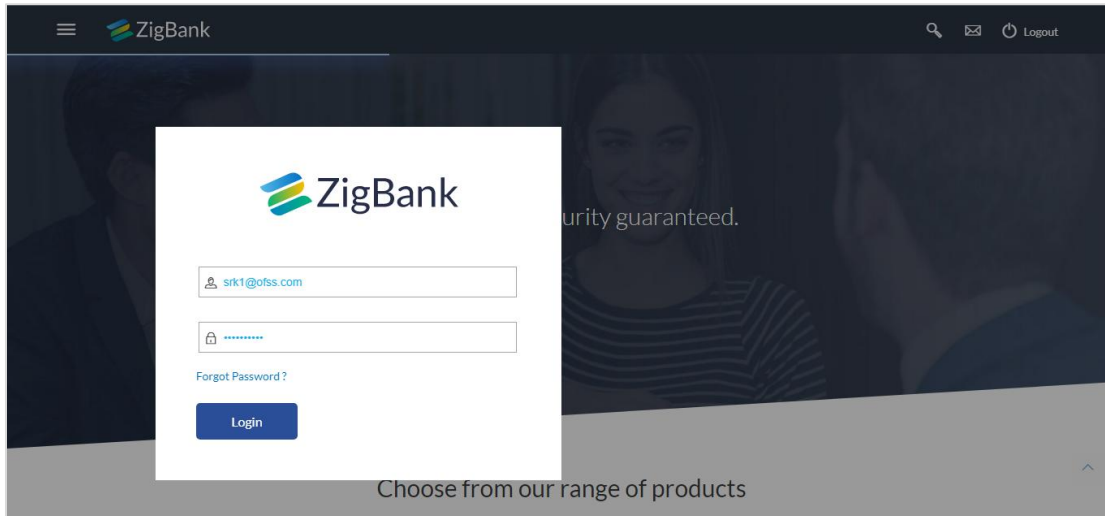 ZigBank
Logout
ZigBank
urity guaranteed.
srk1@ofss.com
Forgot Password ?
Login
Choose from our range of products